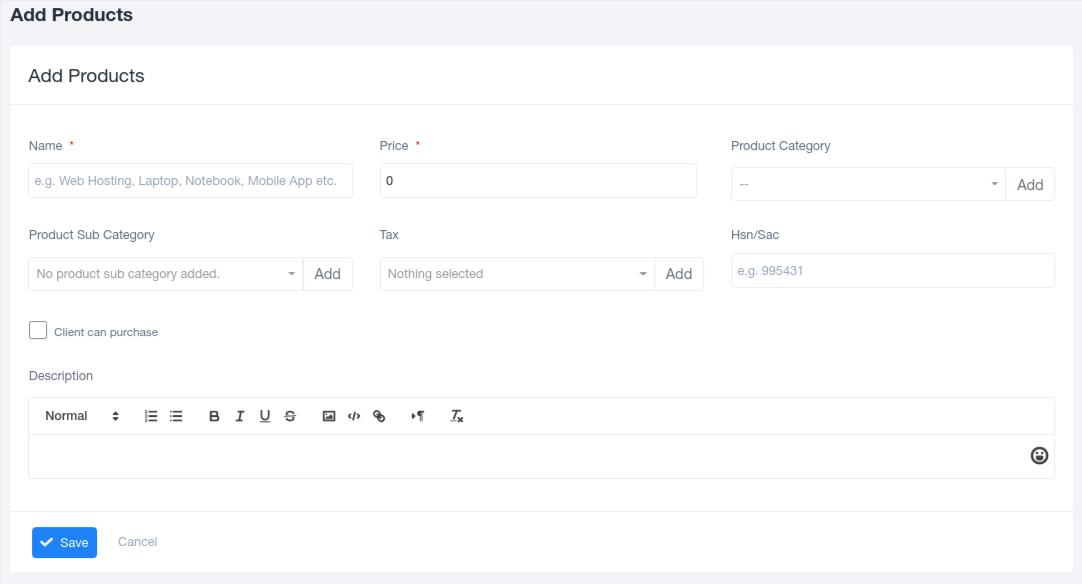 Add Products
Add Products
Name *
Price *
Product Category
e.g. Web Hosting, Laptop, Notebook, Mobile App etc.
0
--
Add
Product Sub Category
Tax
Hsn/Sac
No product sub category added.
Add
Nothing selected
Add
e.g. 995431
Client can purchase
Description
Normal
Save
Cancel